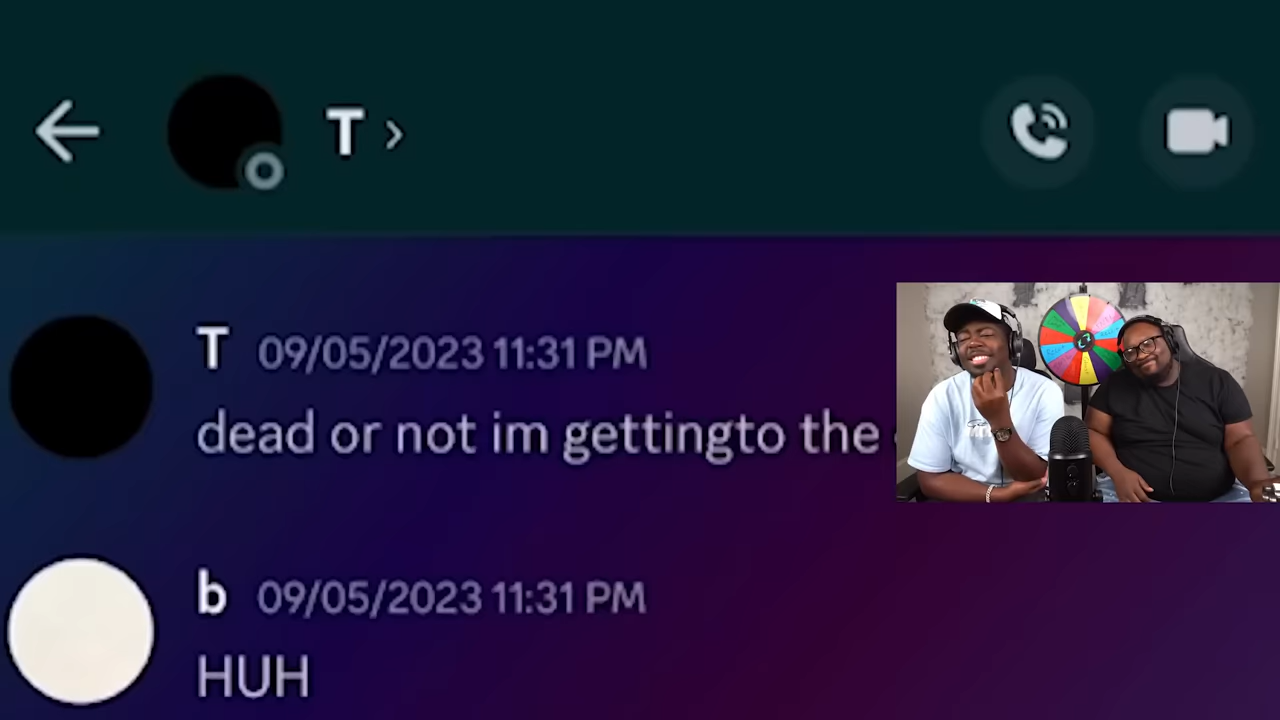 T >
T 09/05/2023 11:31 PM
dead or not im gettingto the
b 09/05/2023 11:31 PM
HUH